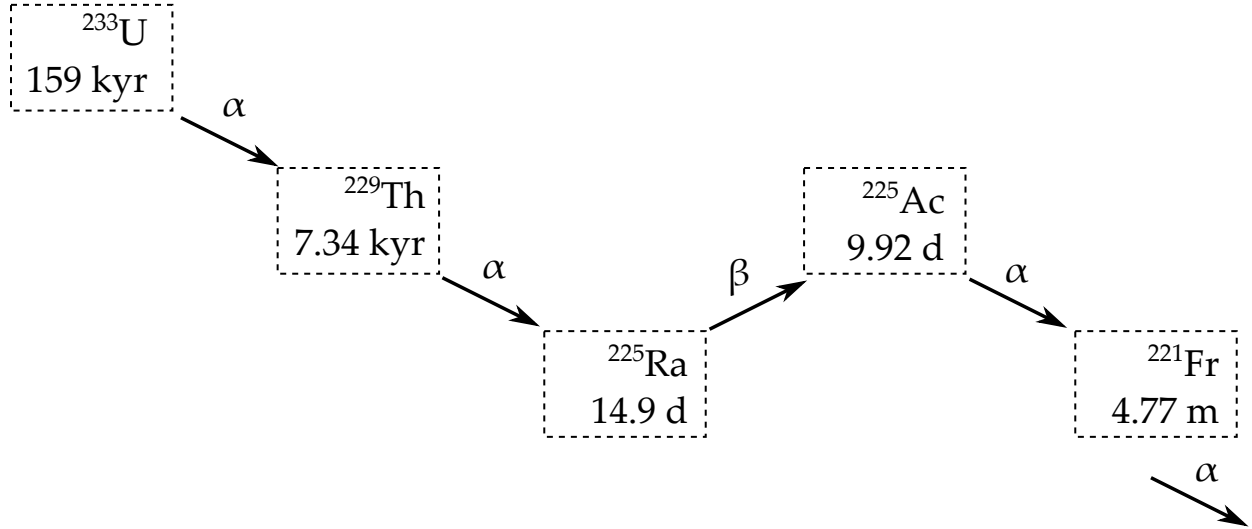 ²³³U
159 kyr
α
²²⁹Th
7.34 kyr
α
²²⁵Ra
14.9 d
β
²²⁵Ac
9.92 d
α
²²¹Fr
4.77 m
α